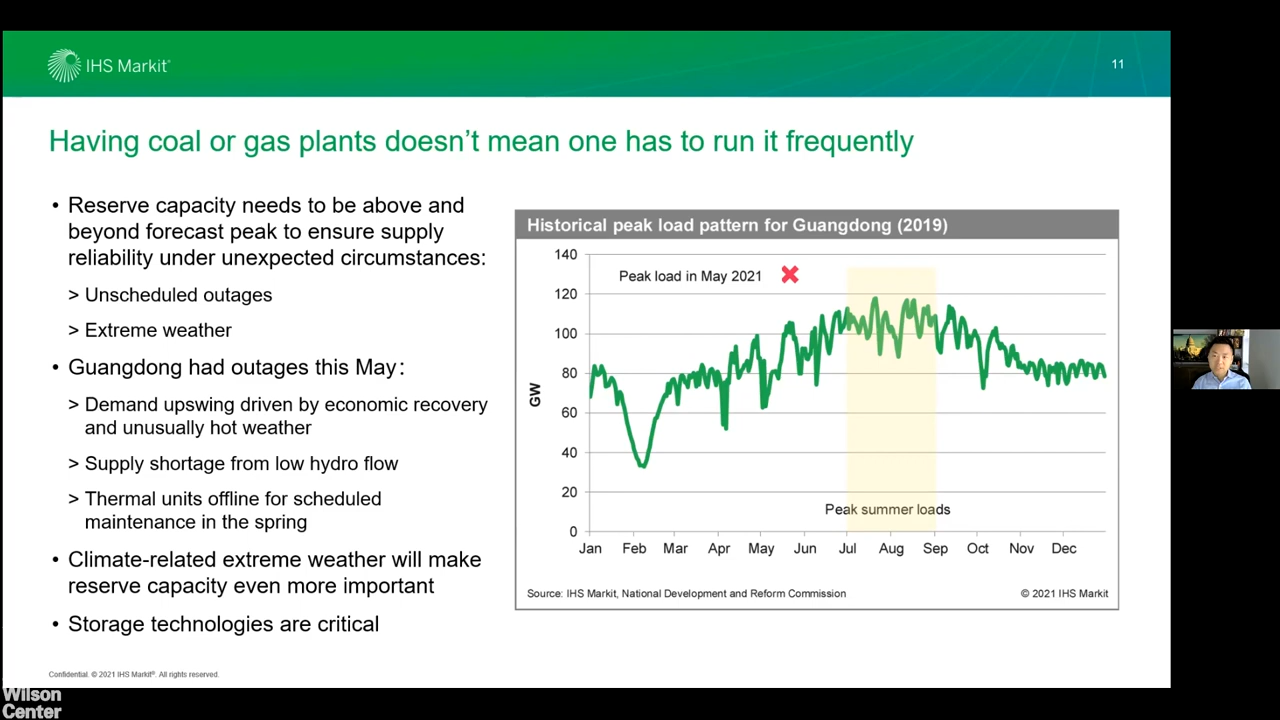 IHS Markit®
11
Having coal or gas plants doesn’t mean one has to run it frequently
• Reserve capacity needs to be above and
beyond forecast peak to ensure supply
reliability under unexpected circumstances:
> Unscheduled outages
> Extreme weather
• Guangdong had outages this May:
> Demand upswing driven by economic recovery
and unusually hot weather
> Supply shortage from low hydro flow
> Thermal units offline for scheduled
maintenance in the spring
• Climate-related extreme weather will make
reserve capacity even more important
• Storage technologies are critical
Historical peak load pattern for Guangdong (2019)
140
Peak load in May 2021
120
100
80
GW
60
40
20
Peak summer loads
0
Jan Feb Mar Apr May Jun Jul Aug Sep Oct Nov Dec
Source: IHS Markit, National Development and Reform Commission © 2021 IHS Markit
Confidential. © 2021 IHS Markit®. All rights reserved.
Wilson
Center